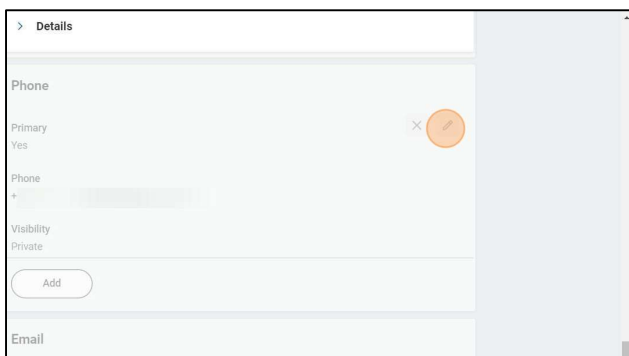 Details
Phone
Primary
Yes
Phone
+
Visibility
Private
Add
Email